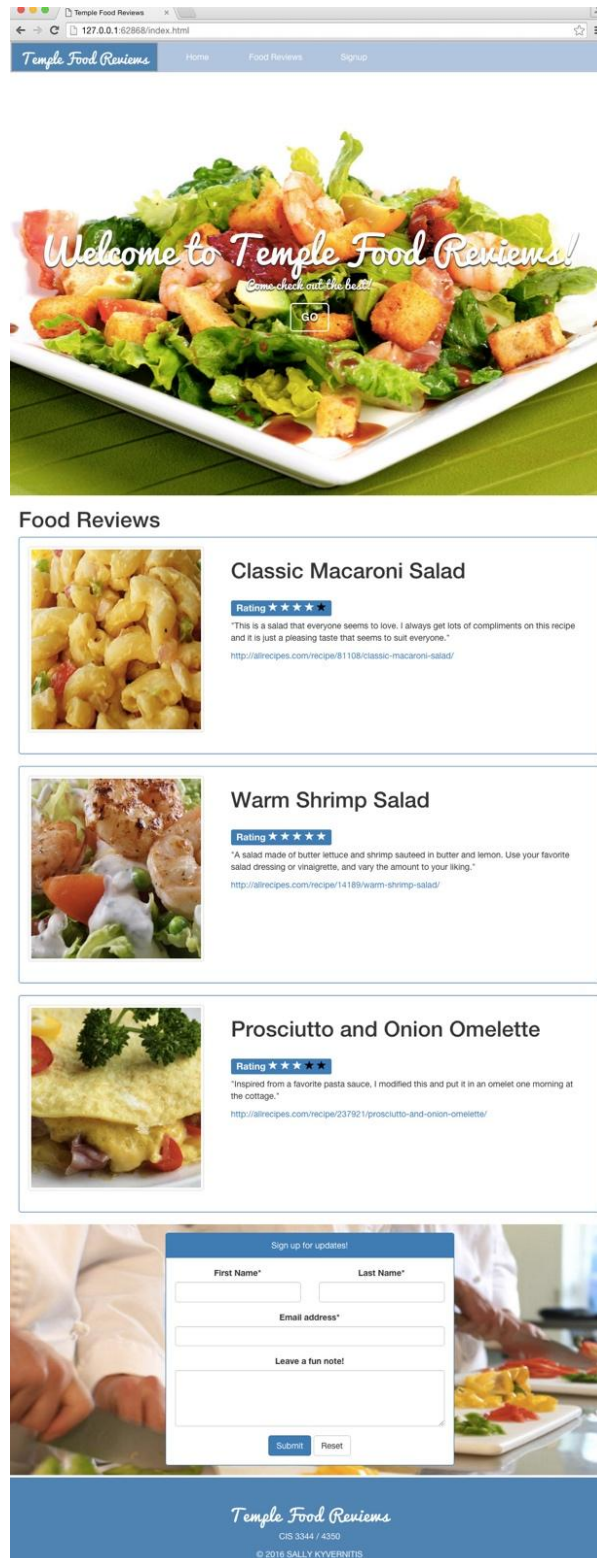 Temple Food Reviews
127.0.0.1:62868/index.html
Temple Food Reviews Home Food Reviews Signup
Welcome to Temple Food Reviews!
Come check out the best!
GO
Food Reviews
Classic Macaroni Salad
Rating ★ ★ ★ ★ ★
"This is a salad that everyone seems to love. I always get lots of compliments on this recipe
and it is just a pleasing taste that seems to suit everyone."
http://allrecipes.com/recipe/81108/classic-macaroni-salad/
Warm Shrimp Salad
Rating ★ ★ ★ ★ ★
"A salad made of butter lettuce and shrimp sauteed in butter and lemon. Use your favorite
salad dressing or vinaigrette, and vary the amount to your liking."
http://allrecipes.com/recipe/14189/warm-shrimp-salad/
Prosciutto and Onion Omelette
Rating ★ ★ ★ ★ ★
"Inspired from a favorite pasta sauce, I modified this and put it in an omelet one morning at
the cottage."
http://allrecipes.com/recipe/237921/prosciutto-and-onion-omelette/
Sign up for updates!
First Name* Last Name*
Email address*
Leave a fun note!
Submit Reset
Temple Food Reviews
CIS 3344 / 4350
© 2016 SALLY KYVERNITIS